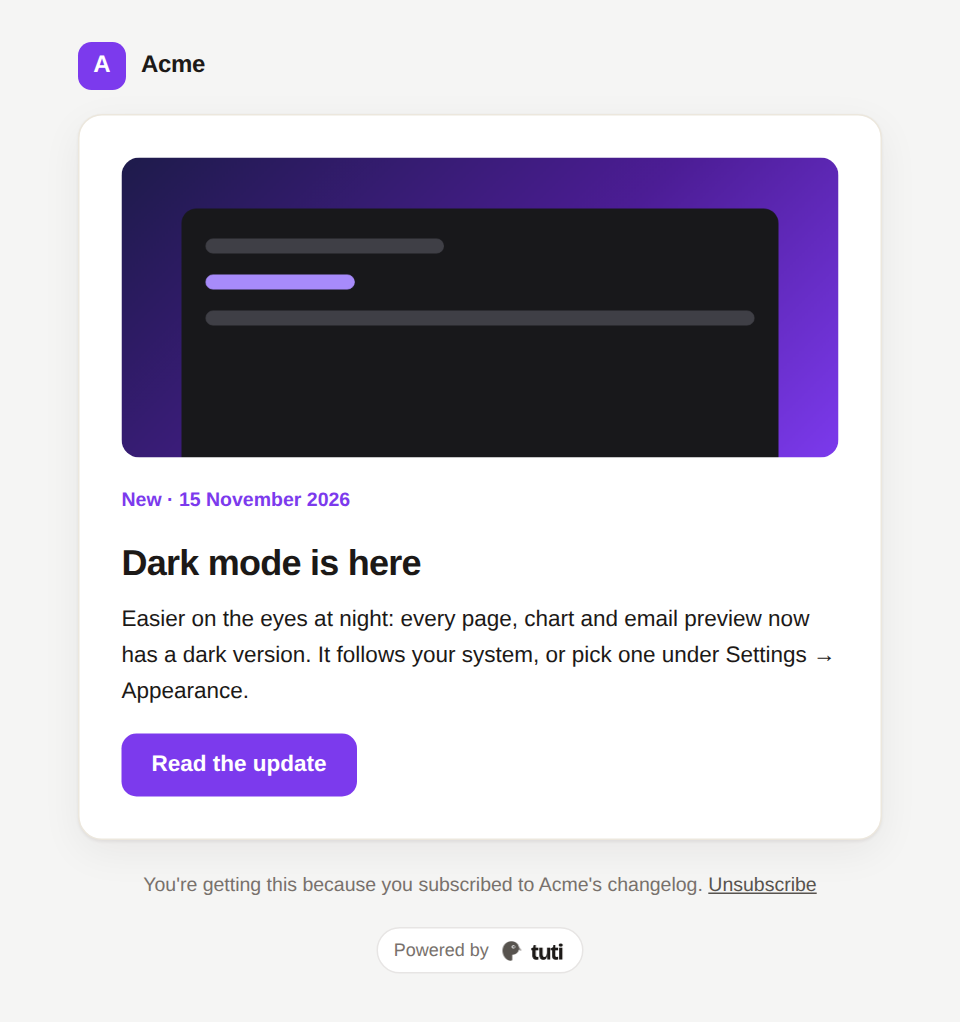 A
Acme
New · 15 November 2026
Dark mode is here
Easier on the eyes at night: every page, chart and email preview now
has a dark version. It follows your system, or pick one under Settings →
Appearance.
Read the update
You're getting this because you subscribed to Acme's changelog. Unsubscribe
Powered by tuti